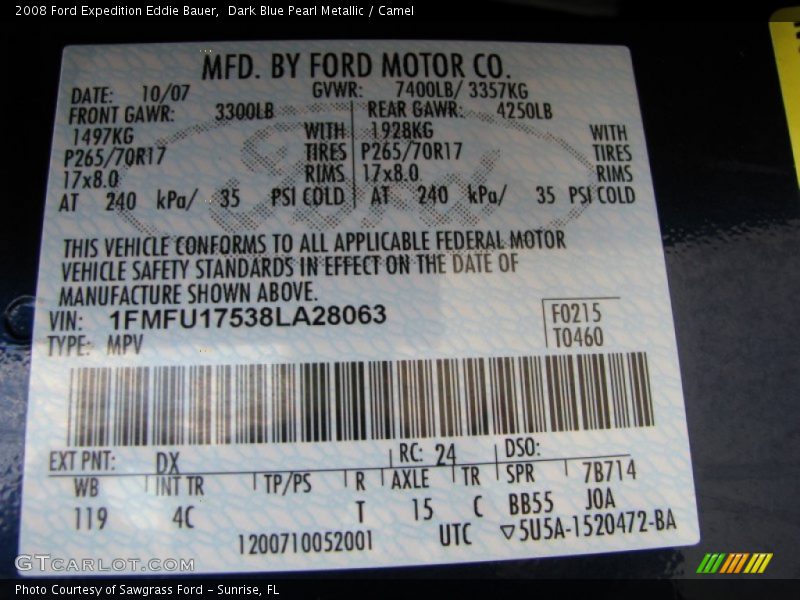 2008 Ford Expedition Eddie Bauer,  Dark Blue Pearl Metallic / Camel
MFD. BY FORD MOTOR CO.
DATE: 10/07 GVWR: 7400LB/ 3357KG
FRONT GAWR: 3300LB REAR GAWR: 4250LB
1497KG WITH 1928KG WITH
P265/70R17 TIRES P265/70R17 TIRES
17x8.0 RIMS 17x8.0 RIMS
AT 240 kPa/ 35 PSI COLD AT 240 kPa/ 35 PSI COLD
Ford
THIS VEHICLE CONFORMS TO ALL APPLICABLE FEDERAL MOTOR
VEHICLE SAFETY STANDARDS IN EFFECT ON THE DATE OF
MANUFACTURE SHOWN ABOVE.
VIN: 1FMFU17538LA28063 F0215
TYPE: MPV T0460
EXT PNT: DX RC: 24 DSO:
WB INT TR TP/PS R AXLE TR SPR 7B714
119 4C T 15 C BB55 JOA
1200710052001 UTC ▽5U5A-1520472-BA
GTCARLOT.COM
Photo Courtesy of Sawgrass Ford - Sunrise, FL